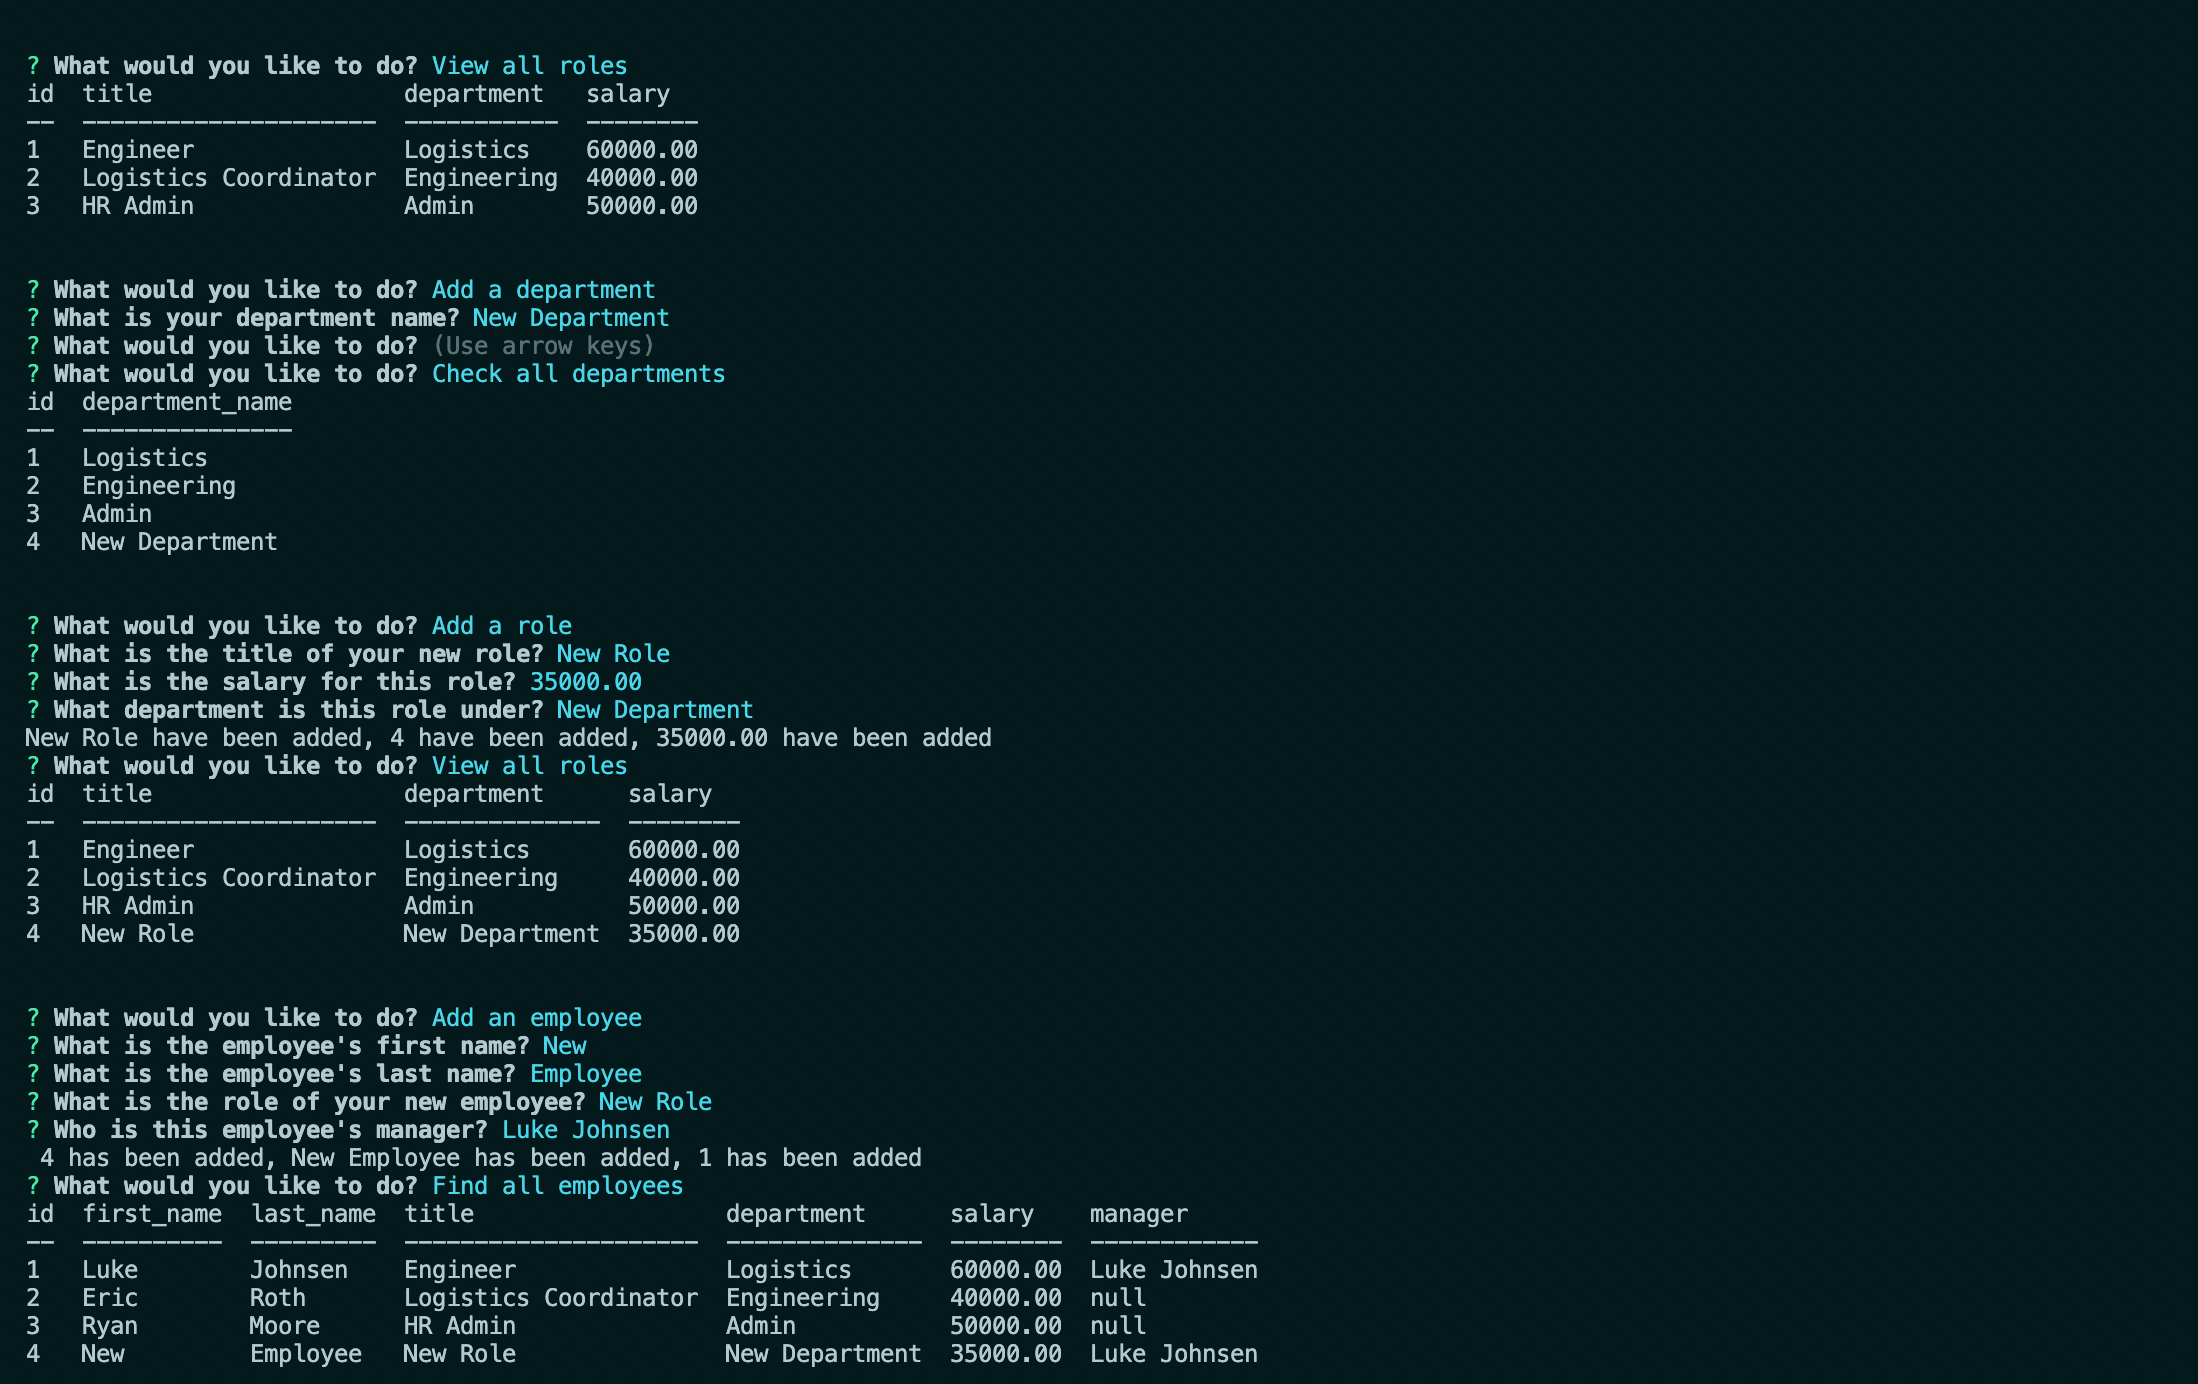 ? What would you like to do? View all roles
id  title                  department   salary
--  ---------------------  -----------  --------
1   Engineer               Logistics    60000.00
2   Logistics Coordinator  Engineering  40000.00
3   HR Admin               Admin        50000.00
? What would you like to do? Add a department
? What is your department name? New Department
? What would you like to do? (Use arrow keys)
? What would you like to do? Check all departments
id  department_name
--  ---------------
1   Logistics
2   Engineering
3   Admin
4   New Department
? What would you like to do? Add a role
? What is the title of your new role? New Role
? What is the salary for this role? 35000.00
? What department is this role under? New Department
New Role have been added, 4 have been added, 35000.00 have been added
? What would you like to do? View all roles
id  title                  department      salary
--  ---------------------  --------------  --------
1   Engineer               Logistics       60000.00
2   Logistics Coordinator  Engineering     40000.00
3   HR Admin               Admin           50000.00
4   New Role               New Department  35000.00
? What would you like to do? Add an employee
? What is the employee's first name? New
? What is the employee's last name? Employee
? What is the role of your new employee? New Role
? Who is this employee's manager? Luke Johnsen
 4 has been added, New Employee has been added, 1 has been added
? What would you like to do? Find all employees
id  first_name  last_name  title                  department      salary    manager
--  ----------  ---------  ---------------------  --------------  --------  ------------
1   Luke        Johnsen    Engineer               Logistics       60000.00  Luke Johnsen
2   Eric        Roth       Logistics Coordinator  Engineering     40000.00  null
3   Ryan        Moore      HR Admin               Admin           50000.00  null
4   New         Employee   New Role               New Department  35000.00  Luke Johnsen